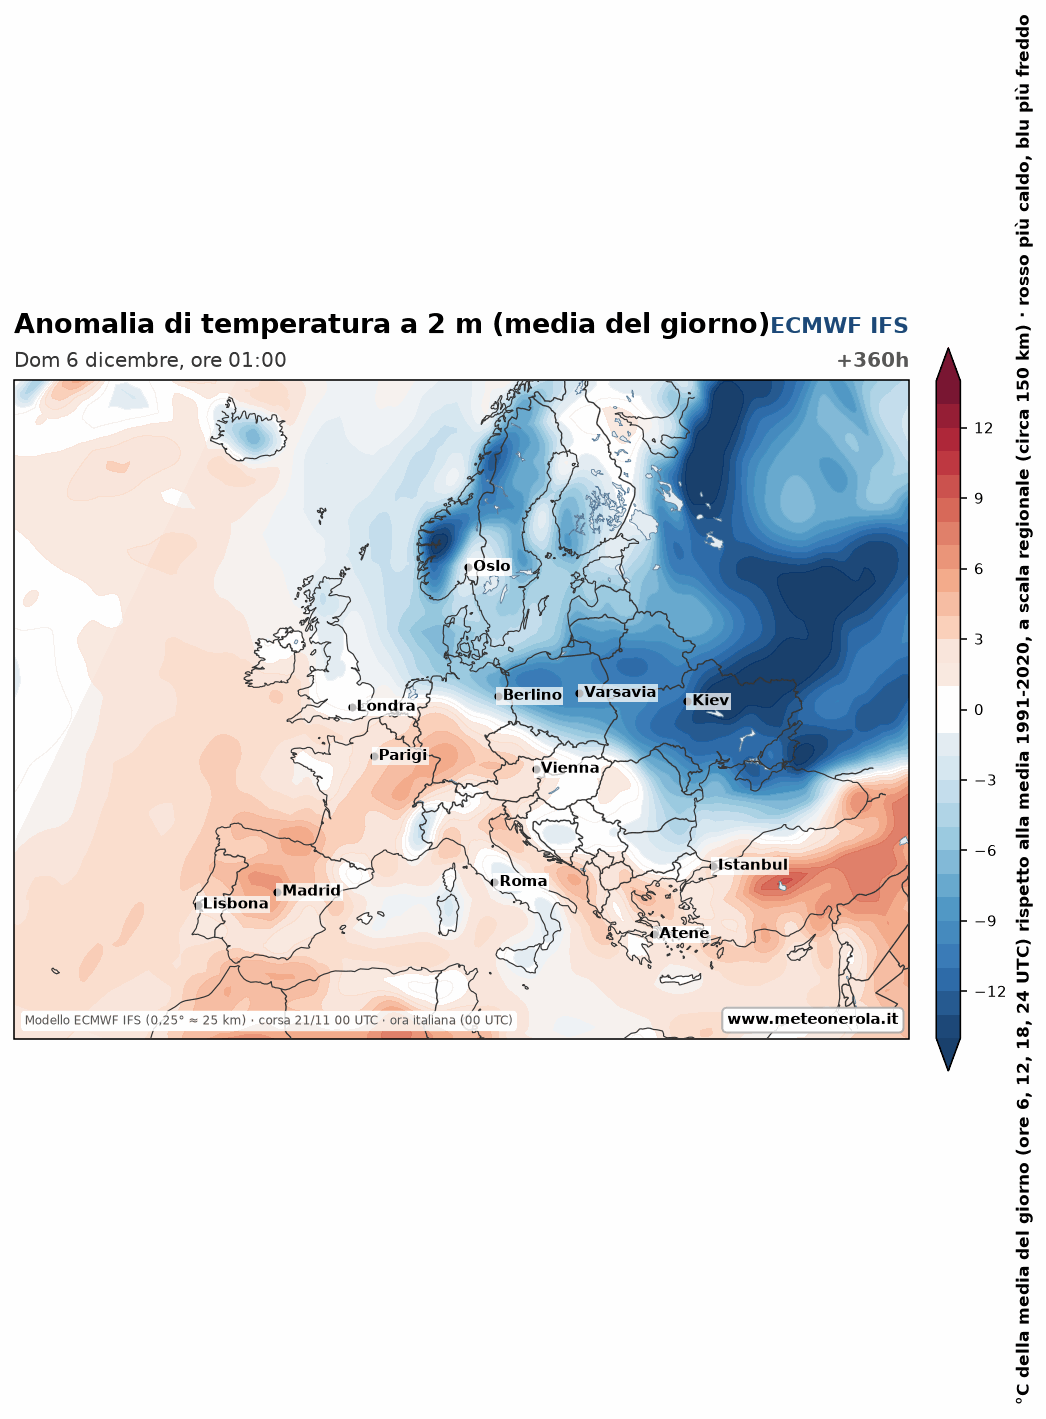 Anomalia di temperatura a 2 m (media del giorno)
ECMWF IFS
Dom 6 dicembre, ore 01:00
+360h
Oslo
Berlino
Varsavia
Kiev
Londra
Parigi
Vienna
Istanbul
Roma
Madrid
Lisbona
Atene
Modello ECMWF IFS (0,25° ≈ 25 km) · corsa 21/11 00 UTC · ora italiana (00 UTC)
www.meteonerola.it
12
9
6
3
0
−3
−6
−9
−12
°C della media del giorno (ore 6, 12, 18, 24 UTC) rispetto alla media 1991-2020, a scala regionale (circa 150 km) · rosso più caldo, blu più freddo